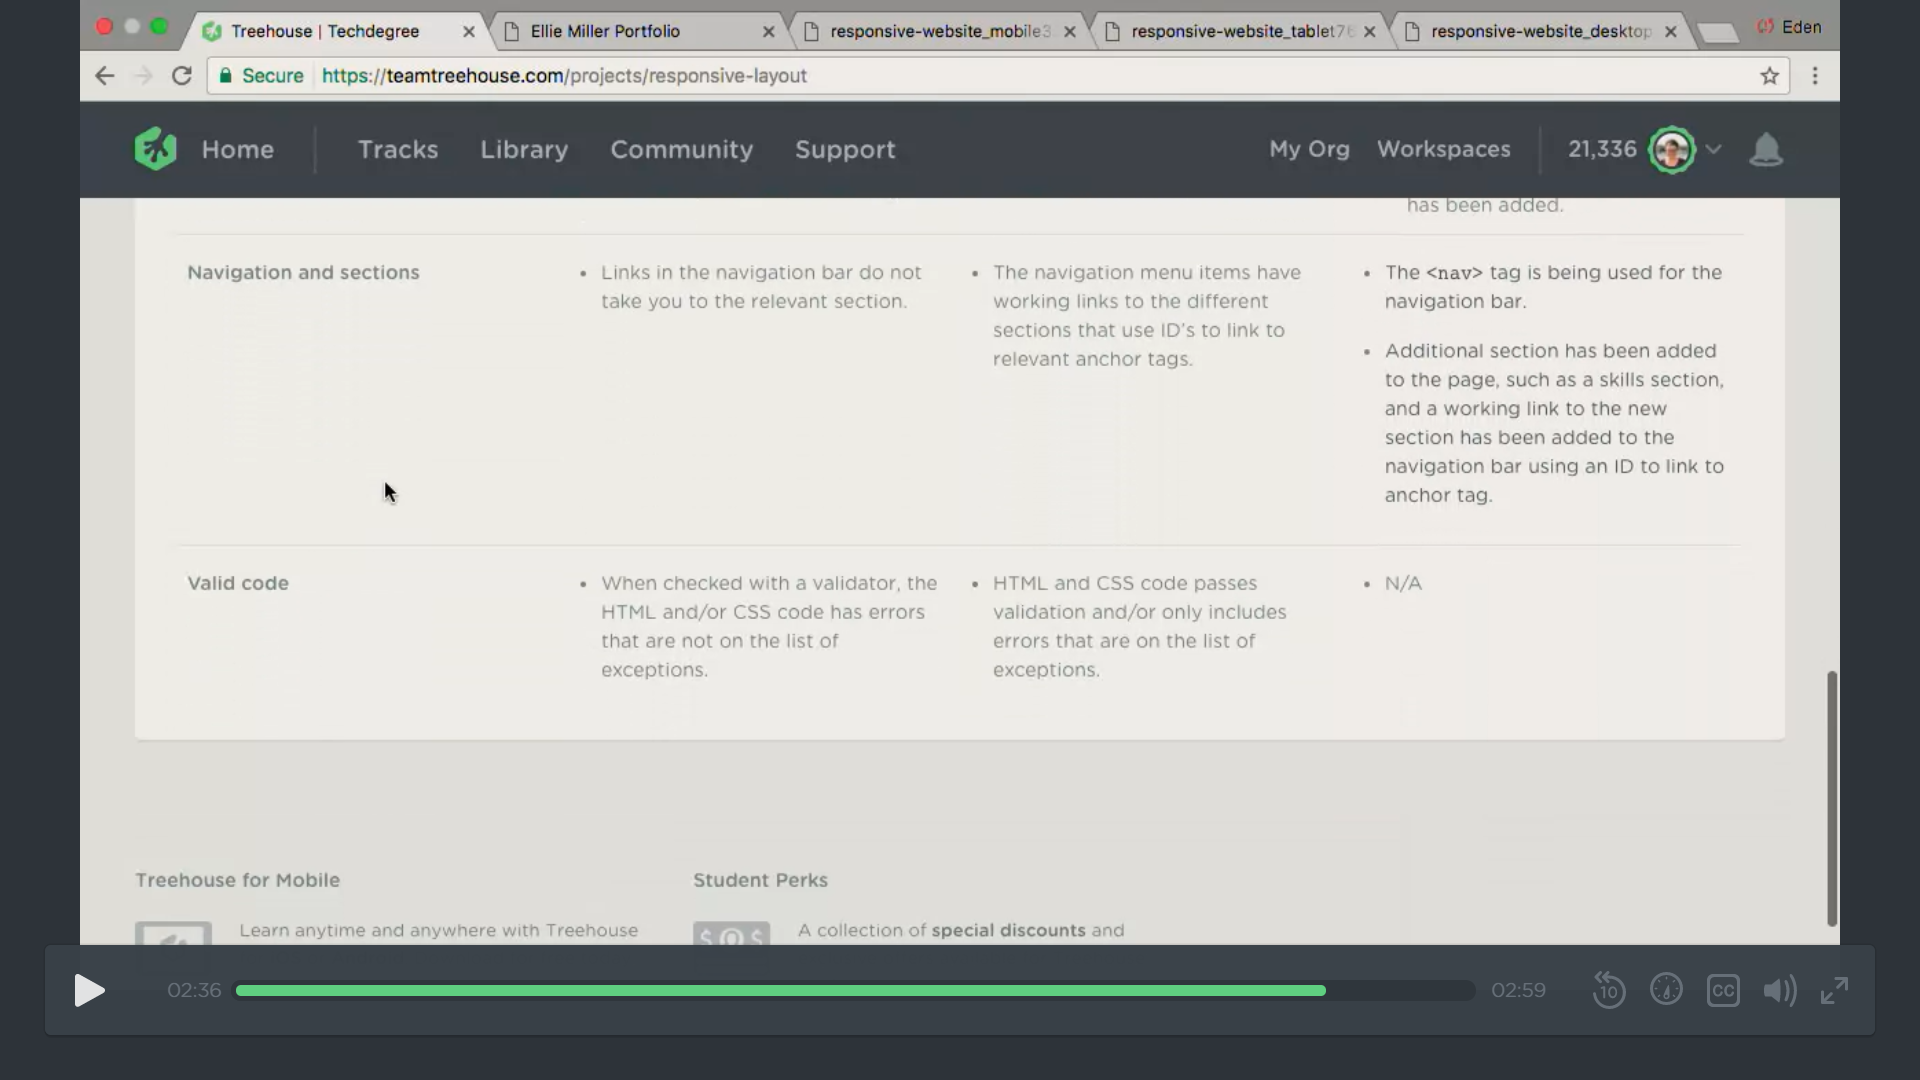 Treehouse | Techdegree
Ellie Miller Portfolio
responsive-website_mobile3
responsive-website_tablet76
responsive-website_desktop
Eden
Secure https://teamtreehouse.com/projects/responsive-layout
Home Tracks Library Community Support My Org Workspaces 21,336
has been added.
Navigation and sections
• Links in the navigation bar do not
take you to the relevant section.
• The navigation menu items have
working links to the different
sections that use ID's to link to
relevant anchor tags.
• The <nav> tag is being used for the
navigation bar.
• Additional section has been added
to the page, such as a skills section,
and a working link to the new
section has been added to the
navigation bar using an ID to link to
anchor tag.
Valid code
• When checked with a validator, the
HTML and/or CSS code has errors
that are not on the list of
exceptions.
• HTML and CSS code passes
validation and/or only includes
errors that are on the list of
exceptions.
• N/A
Treehouse for Mobile
Learn anytime and anywhere with Treehouse
Student Perks
$ $
A collection of special discounts and
02:36 02:59 10 CC